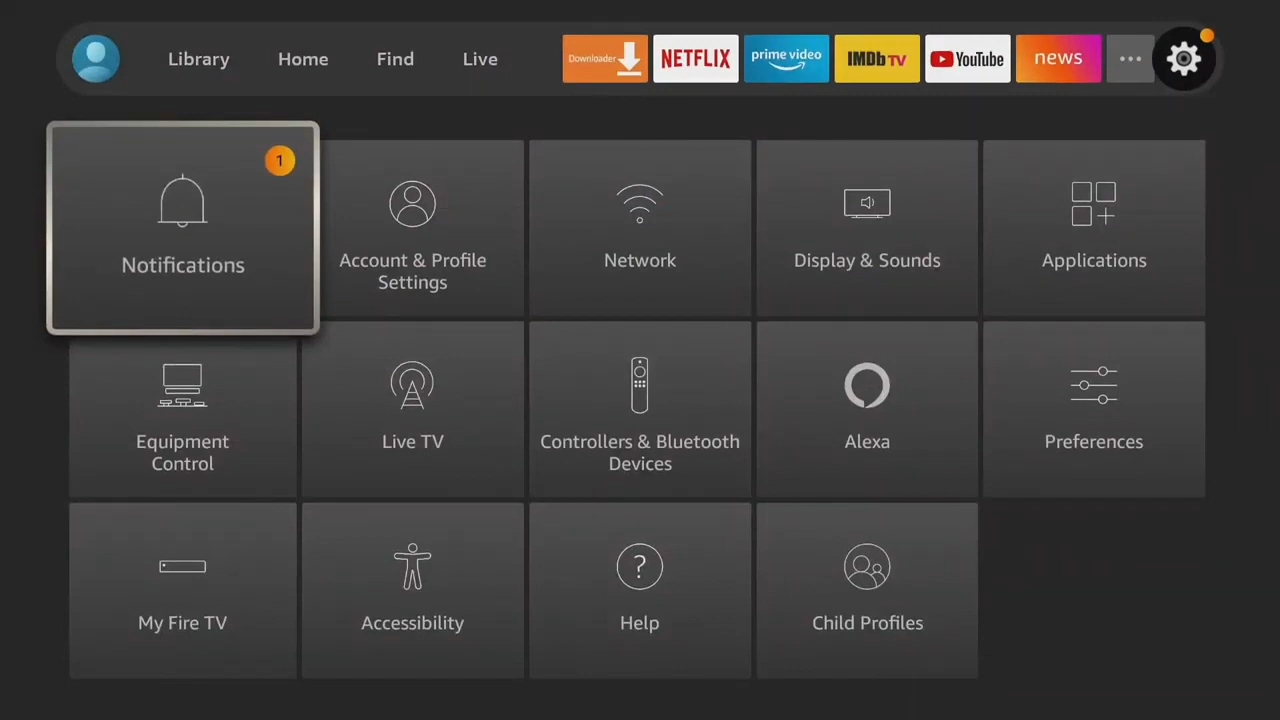 Library
Home
Find
Live
Downloader
NETFLIX
prime video
IMDb TV
YouTube
news
1
Notifications
Account & Profile
Settings
Network
Display & Sounds
Applications
Equipment
Control
Live TV
Controllers & Bluetooth
Devices
Alexa
Preferences
My Fire TV
Accessibility
?
Help
Child Profiles